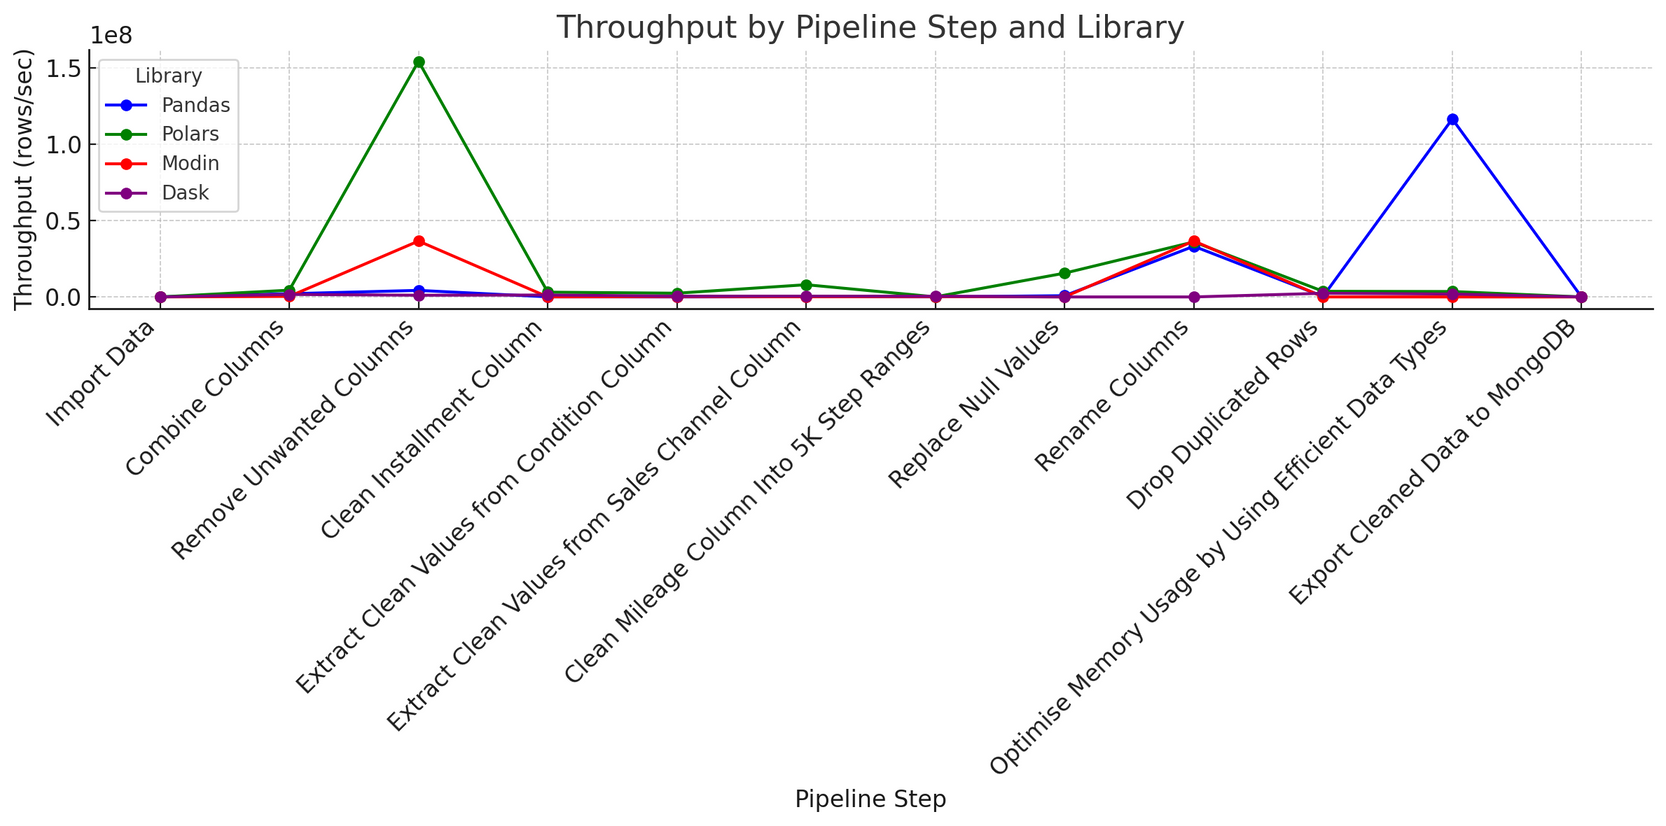 Throughput by Pipeline Step and Library
1e8
Throughput (rows/sec)
1.5
1.0
0.5
0.0
Library
Pandas
Polars
Modin
Dask
Import Data
Combine Columns
Remove Unwanted Columns
Clean Installment Column
Extract Clean Values from Condition Column
Extract Clean Values from Sales Channel Column
Clean Mileage Column Into 5K Step Ranges
Replace Null Values
Rename Columns
Drop Duplicated Rows
Optimise Memory Usage by Using Efficient Data Types
Export Cleaned Data to MongoDB
Pipeline Step